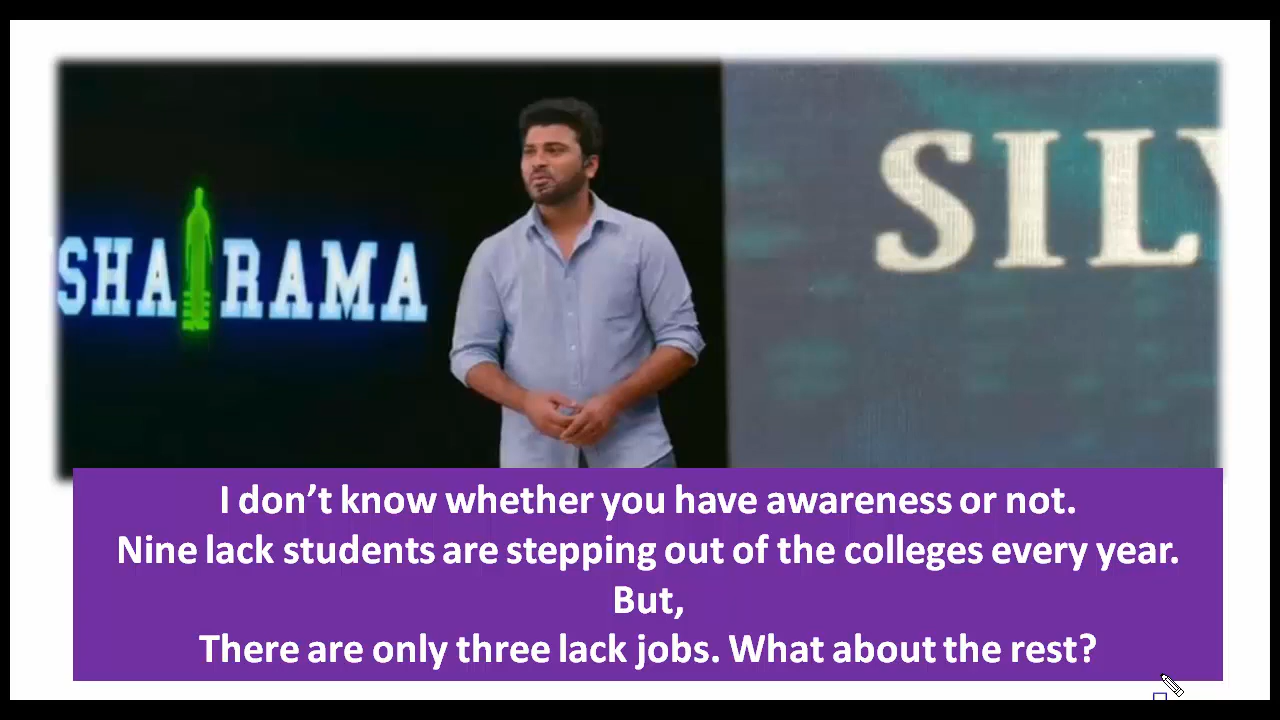 SHA RAMA
SIL
I don’t know whether you have awareness or not.
Nine lack students are stepping out of the colleges every year.
But,
There are only three lack jobs. What about the rest?